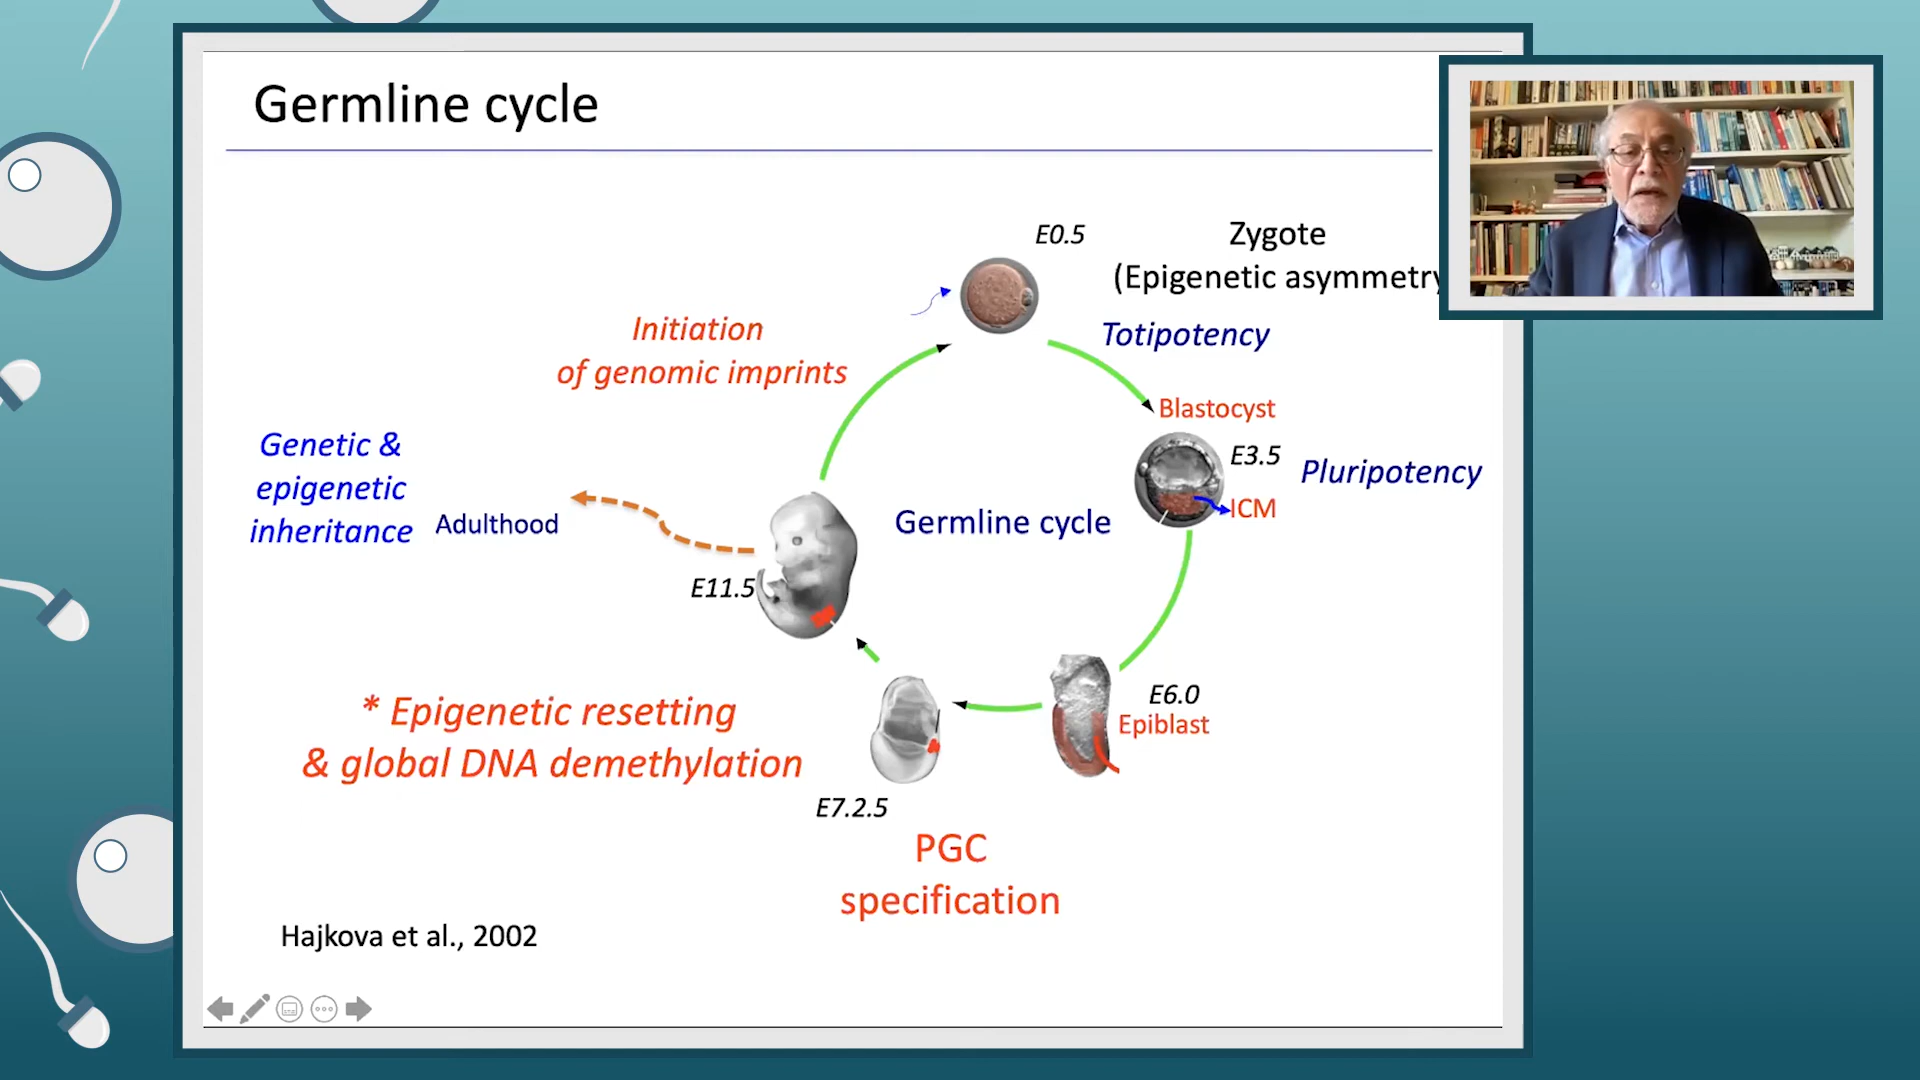 Germline cycle
E0.5
Zygote
(Epigenetic asymmetry
Totipotency
Initiation
of genomic imprints
Blastocyst
E3.5
Pluripotency
ICM
Genetic &
epigenetic
inheritance
Adulthood
Germline cycle
E11.5
E6.0
Epiblast
* Epigenetic resetting
& global DNA demethylation
E7.2.5
PGC
specification
Hajkova et al., 2002